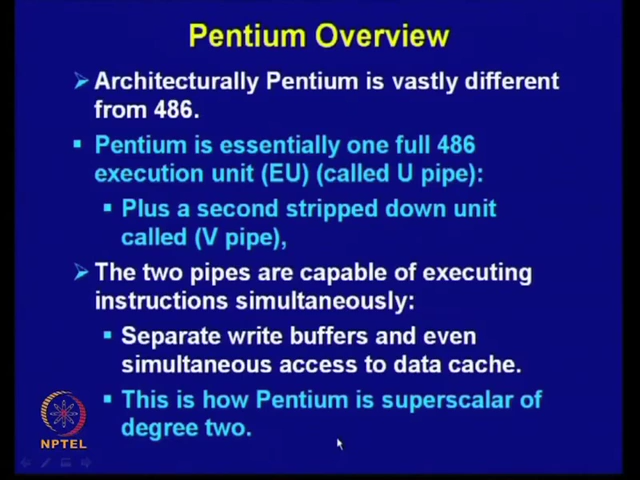 Pentium Overview
Architecturally Pentium is vastly different
from 486.
Pentium is essentially one full 486
execution unit (EU) (called U pipe):
Plus a second stripped down unit
called (V pipe),
The two pipes are capable of executing
instructions simultaneously:
Separate write buffers and even
simultaneous access to data cache.
This is how Pentium is superscalar of
degree two.
NPTEL